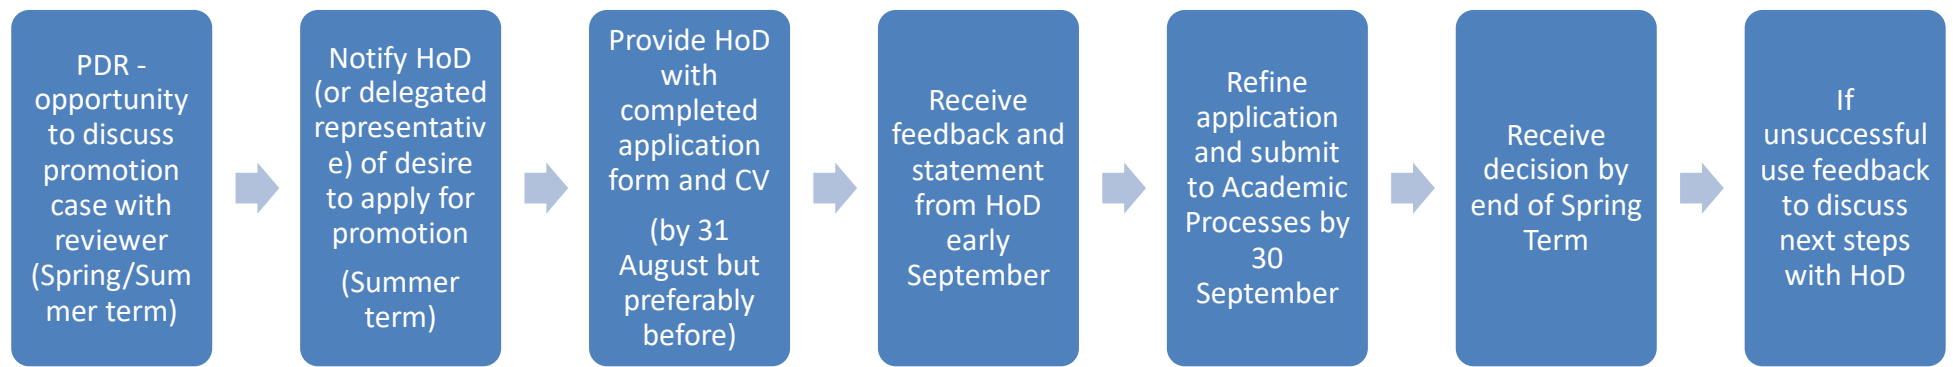 PDR -
opportunity
to discuss
promotion
case with
reviewer
(Spring/Sum
mer term)
Notify HoD
(or delegated
representativ
e) of desire
to apply for
promotion
(Summer
term)
Provide HoD
with
completed
application
form and CV
(by 31
August but
preferably
before)
Receive
feedback and
statement
from HoD
early
September
Refine
application
and submit
to Academic
Processes by
30
September
Receive
decision by
end of Spring
Term
If
unsuccessful
use feedback
to discuss
next steps
with HoD